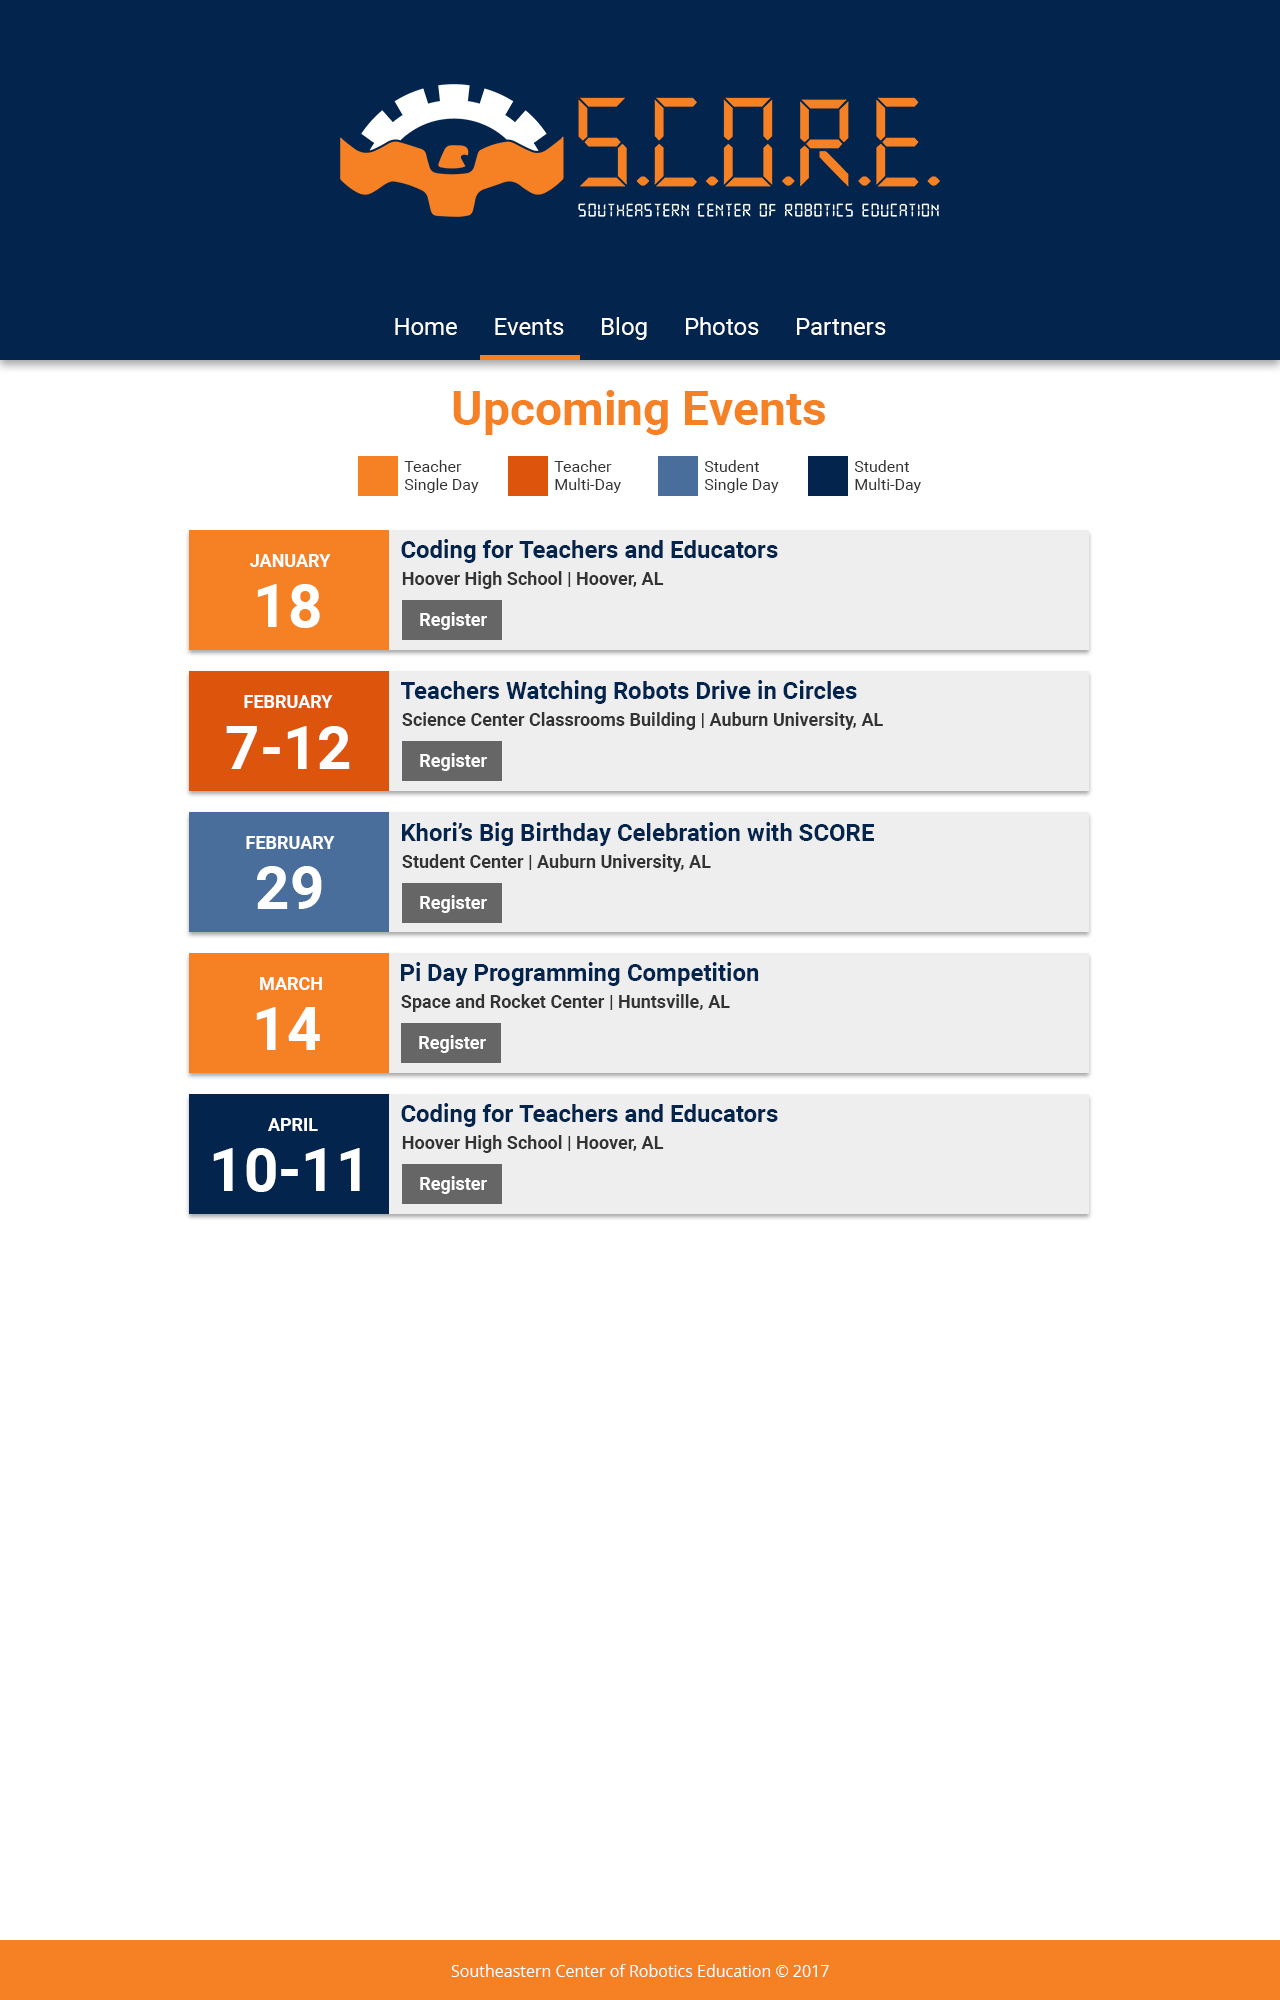 S.C.O.R.E.
SOUTHEASTERN CENTER OF ROBOTICS EDUCATION
Home Events Blog Photos Partners
Upcoming Events
Teacher
Single Day
Teacher
Multi-Day
Student
Single Day
Student
Multi-Day
JANUARY
18
Coding for Teachers and Educators
Hoover High School | Hoover, AL
Register
FEBRUARY
7-12
Teachers Watching Robots Drive in Circles
Science Center Classrooms Building | Auburn University, AL
Register
FEBRUARY
29
Khori’s Big Birthday Celebration with SCORE
Student Center | Auburn University, AL
Register
MARCH
14
Pi Day Programming Competition
Space and Rocket Center | Huntsville, AL
Register
APRIL
10-11
Coding for Teachers and Educators
Hoover High School | Hoover, AL
Register
Southeastern Center of Robotics Education © 2017